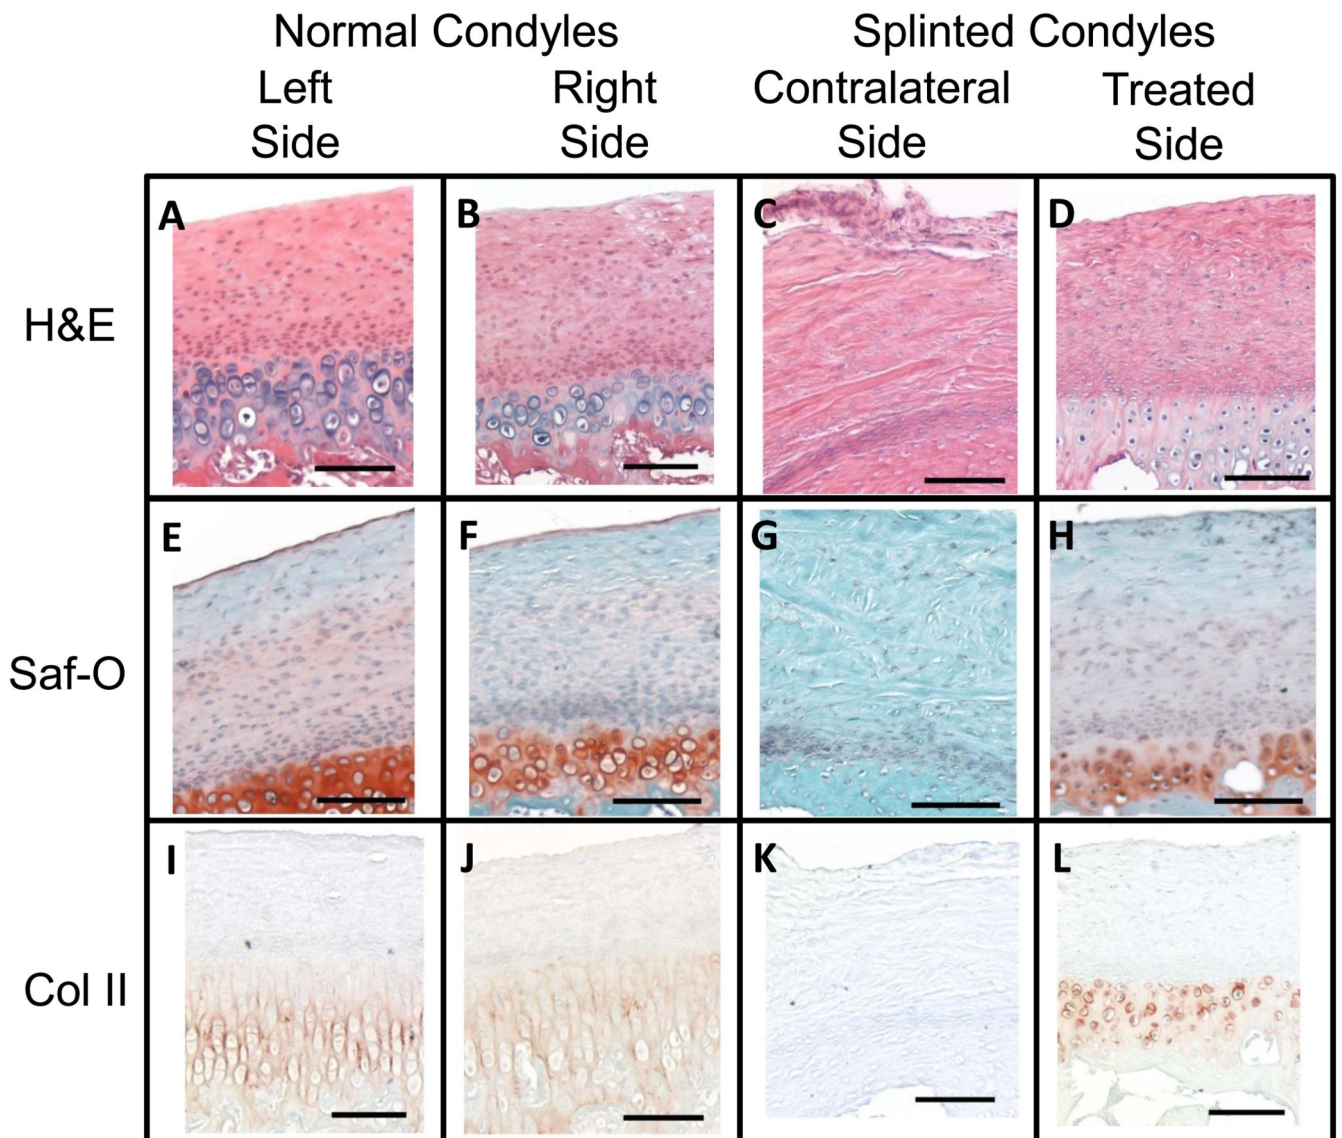 Normal Condyles
Splinted Condyles
Left
Side
Right
Side
Contralateral
Side
Treated
Side
H&E
A
B
C
D
Saf-O
E
F
G
H
Col II
I
J
K
L